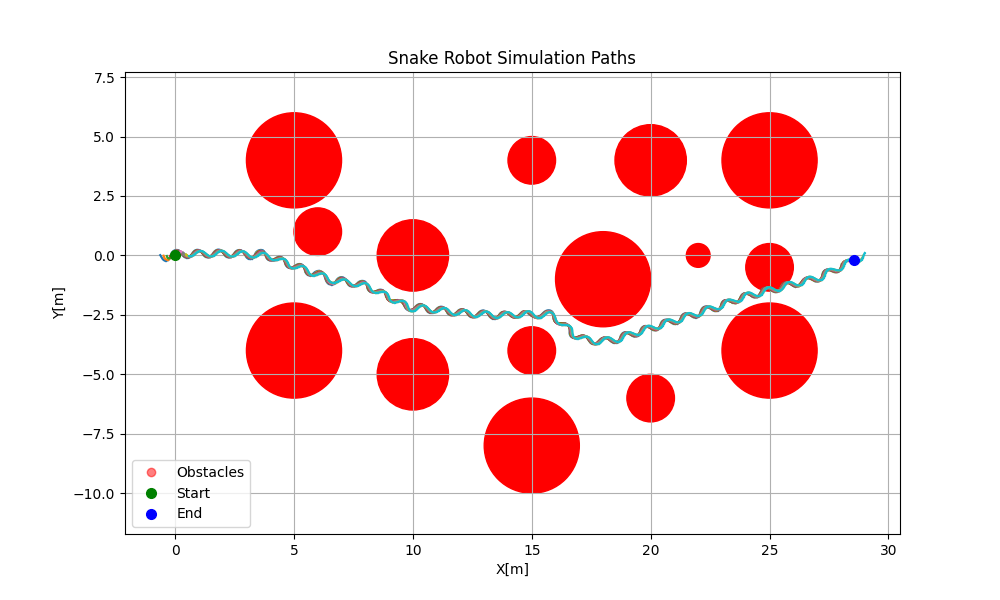 Snake Robot Simulation Paths
7.5
5.0
2.5
0.0
−2.5
−5.0
−7.5
−10.0
Y[m]
Obstacles
Start
End
0 5 10 15 20 25 30
X[m]